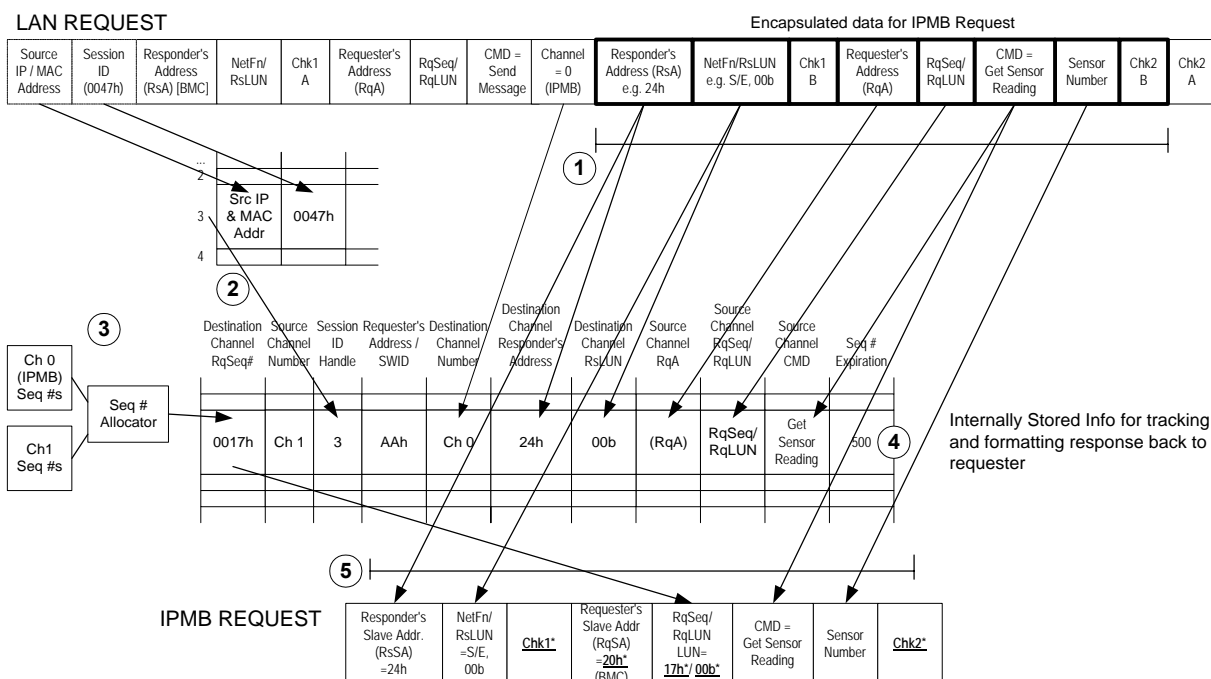 LAN REQUEST
Encapsulated data for IPMB Request
Source
IP / MAC
Address
Session
ID
(0047h)
Responder's
Address
(RsA) [BMC]
NetFn/
RsLUN
Chk1
A
Requester's
Address
(RqA)
RqSeq/
RqLUN
CMD =
Send
Message
Channel
= 0
(IPMB)
Responder's
Address (RsA)
e.g. 24h
NetFn/RsLUN
e.g. S/E, 00b
Chk1
B
Requester's
Address
(RqA)
RqSeq/
RqLUN
CMD =
Get Sensor
Reading
Sensor
Number
Chk2
B
Chk2
A
1
...
2
3
Src IP
& MAC
Addr
0047h
4
2
3
Ch 0
(IPMB)
Seq #s
Ch1
Seq #s
Seq #
Allocator
Destination
Channel
RqSeq#
Source
Channel
Number
Session
ID
Handle
Requester's
Address /
SWID
Destination
Channel
Number
Destination
Channel
Responder's
Address
Destination
Channel
RsLUN
Source
Channel
RqA
Source
Channel
RqSeq/
RqLUN
Source
Channel
CMD
Seq #
Expiration
0017h
Ch 1
3
AAh
Ch 0
24h
00b
(RqA)
RqSeq/
RqLUN
Get
Sensor
Reading
500
4
Internally Stored Info for tracking
and formatting response back to
requester
5
IPMB REQUEST
Responder's
Slave Addr.
(RsSA)
=24h
NetFn/
RsLUN
=S/E,
00b
Chk1*
Requester's
Slave Addr
(RqSA)
=20h*
(BMC)
RqSeq/
RqLUN
LUN=
17h*/ 00b*
CMD =
Get Sensor
Reading
Sensor
Number
Chk2*